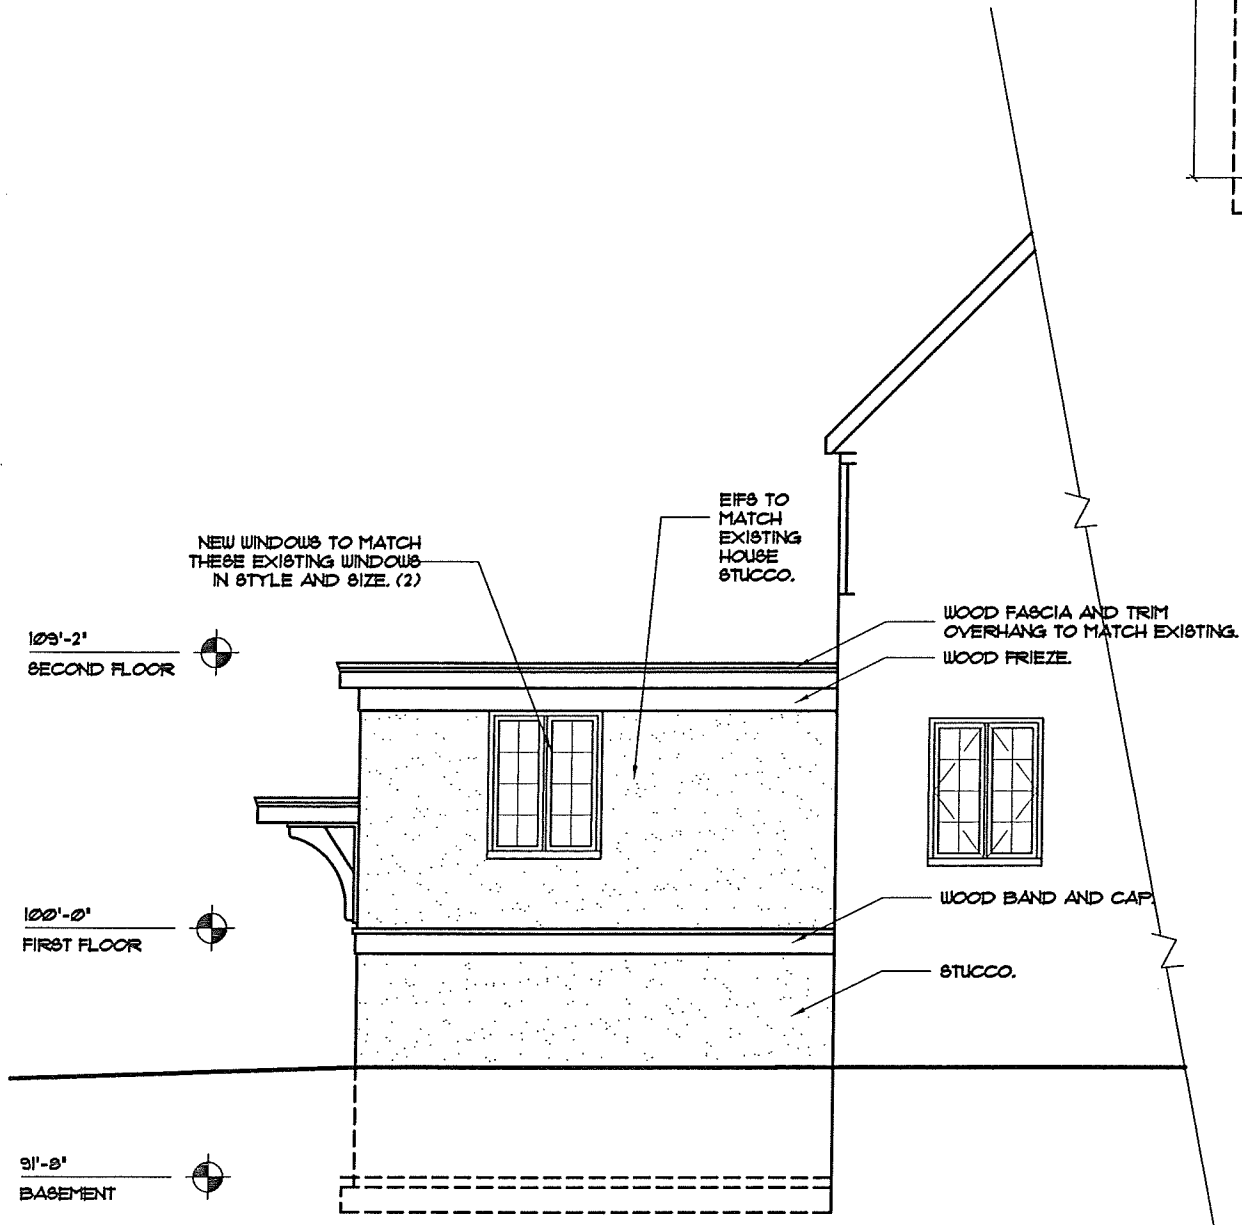 EIFS TO
MATCH
EXISTING
HOUSE
STUCCO.
NEW WINDOWS TO MATCH
THESE EXISTING WINDOWS
IN STYLE AND SIZE. (2)
WOOD FASCIA AND TRIM
OVERHANG TO MATCH EXISTING.
WOOD FRIEZE.
109'-2"
SECOND FLOOR
WOOD BAND AND CAP.
100'-0"
FIRST FLOOR
STUCCO.
91'-8"
BASEMENT